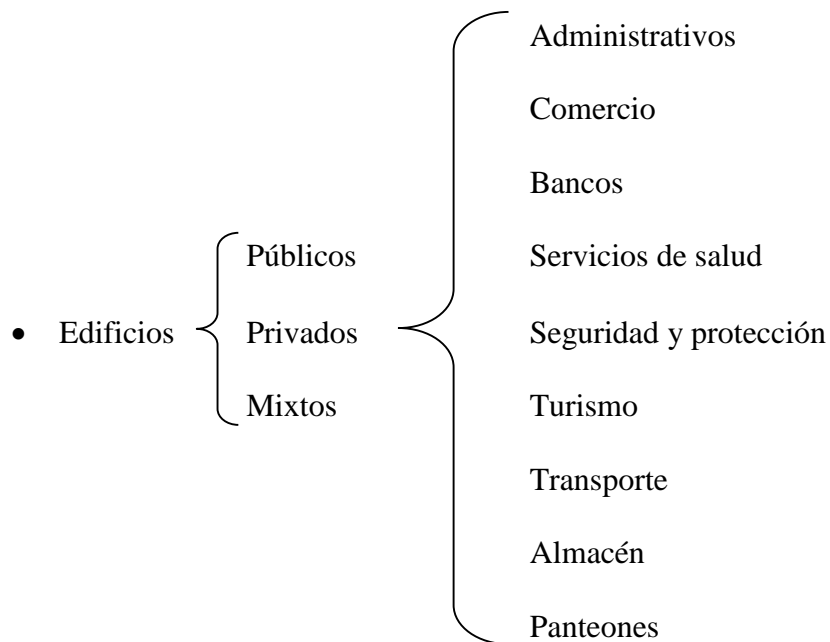 Administrativos
Comercio
Bancos
Públicos
Servicios de salud
• Edificios
Privados
Seguridad y protección
Mixtos
Turismo
Transporte
Almacén
Panteones